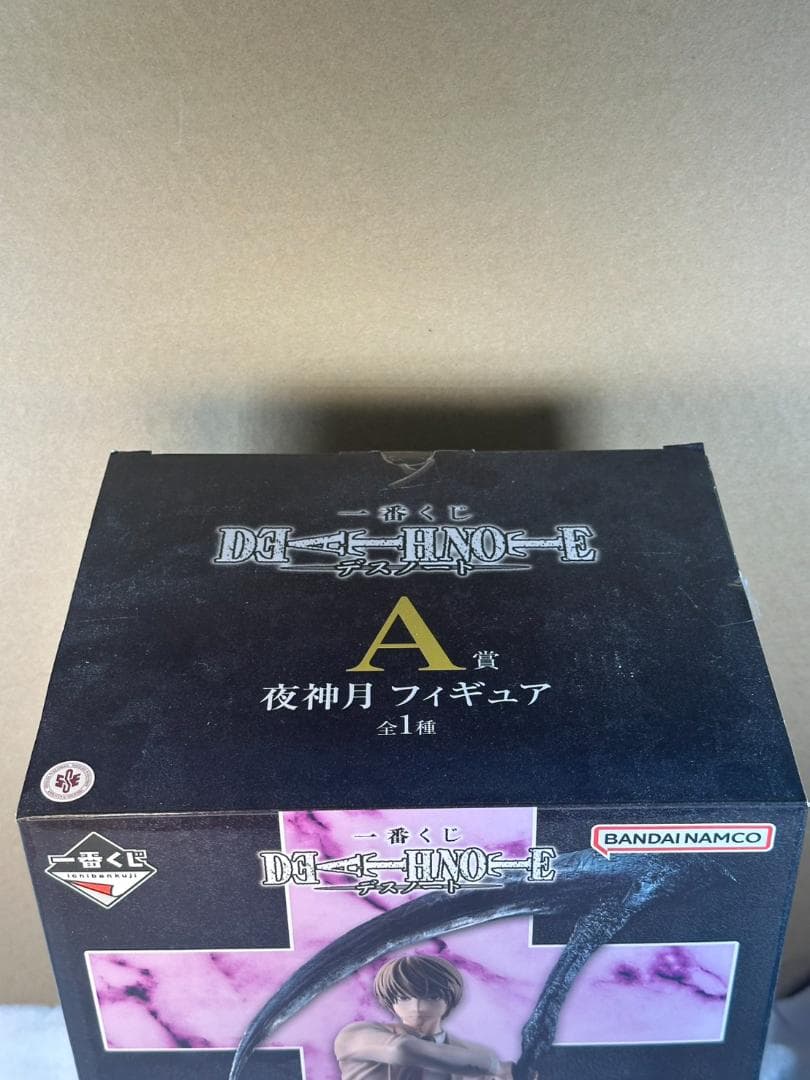 一番くじ
DEATH NOTE
デスノート
A賞
夜神月 フィギュア
全1種
一番くじ
ichibankuji
一番くじ
DEATH NOTE
デスノート
BANDAI NAMCO